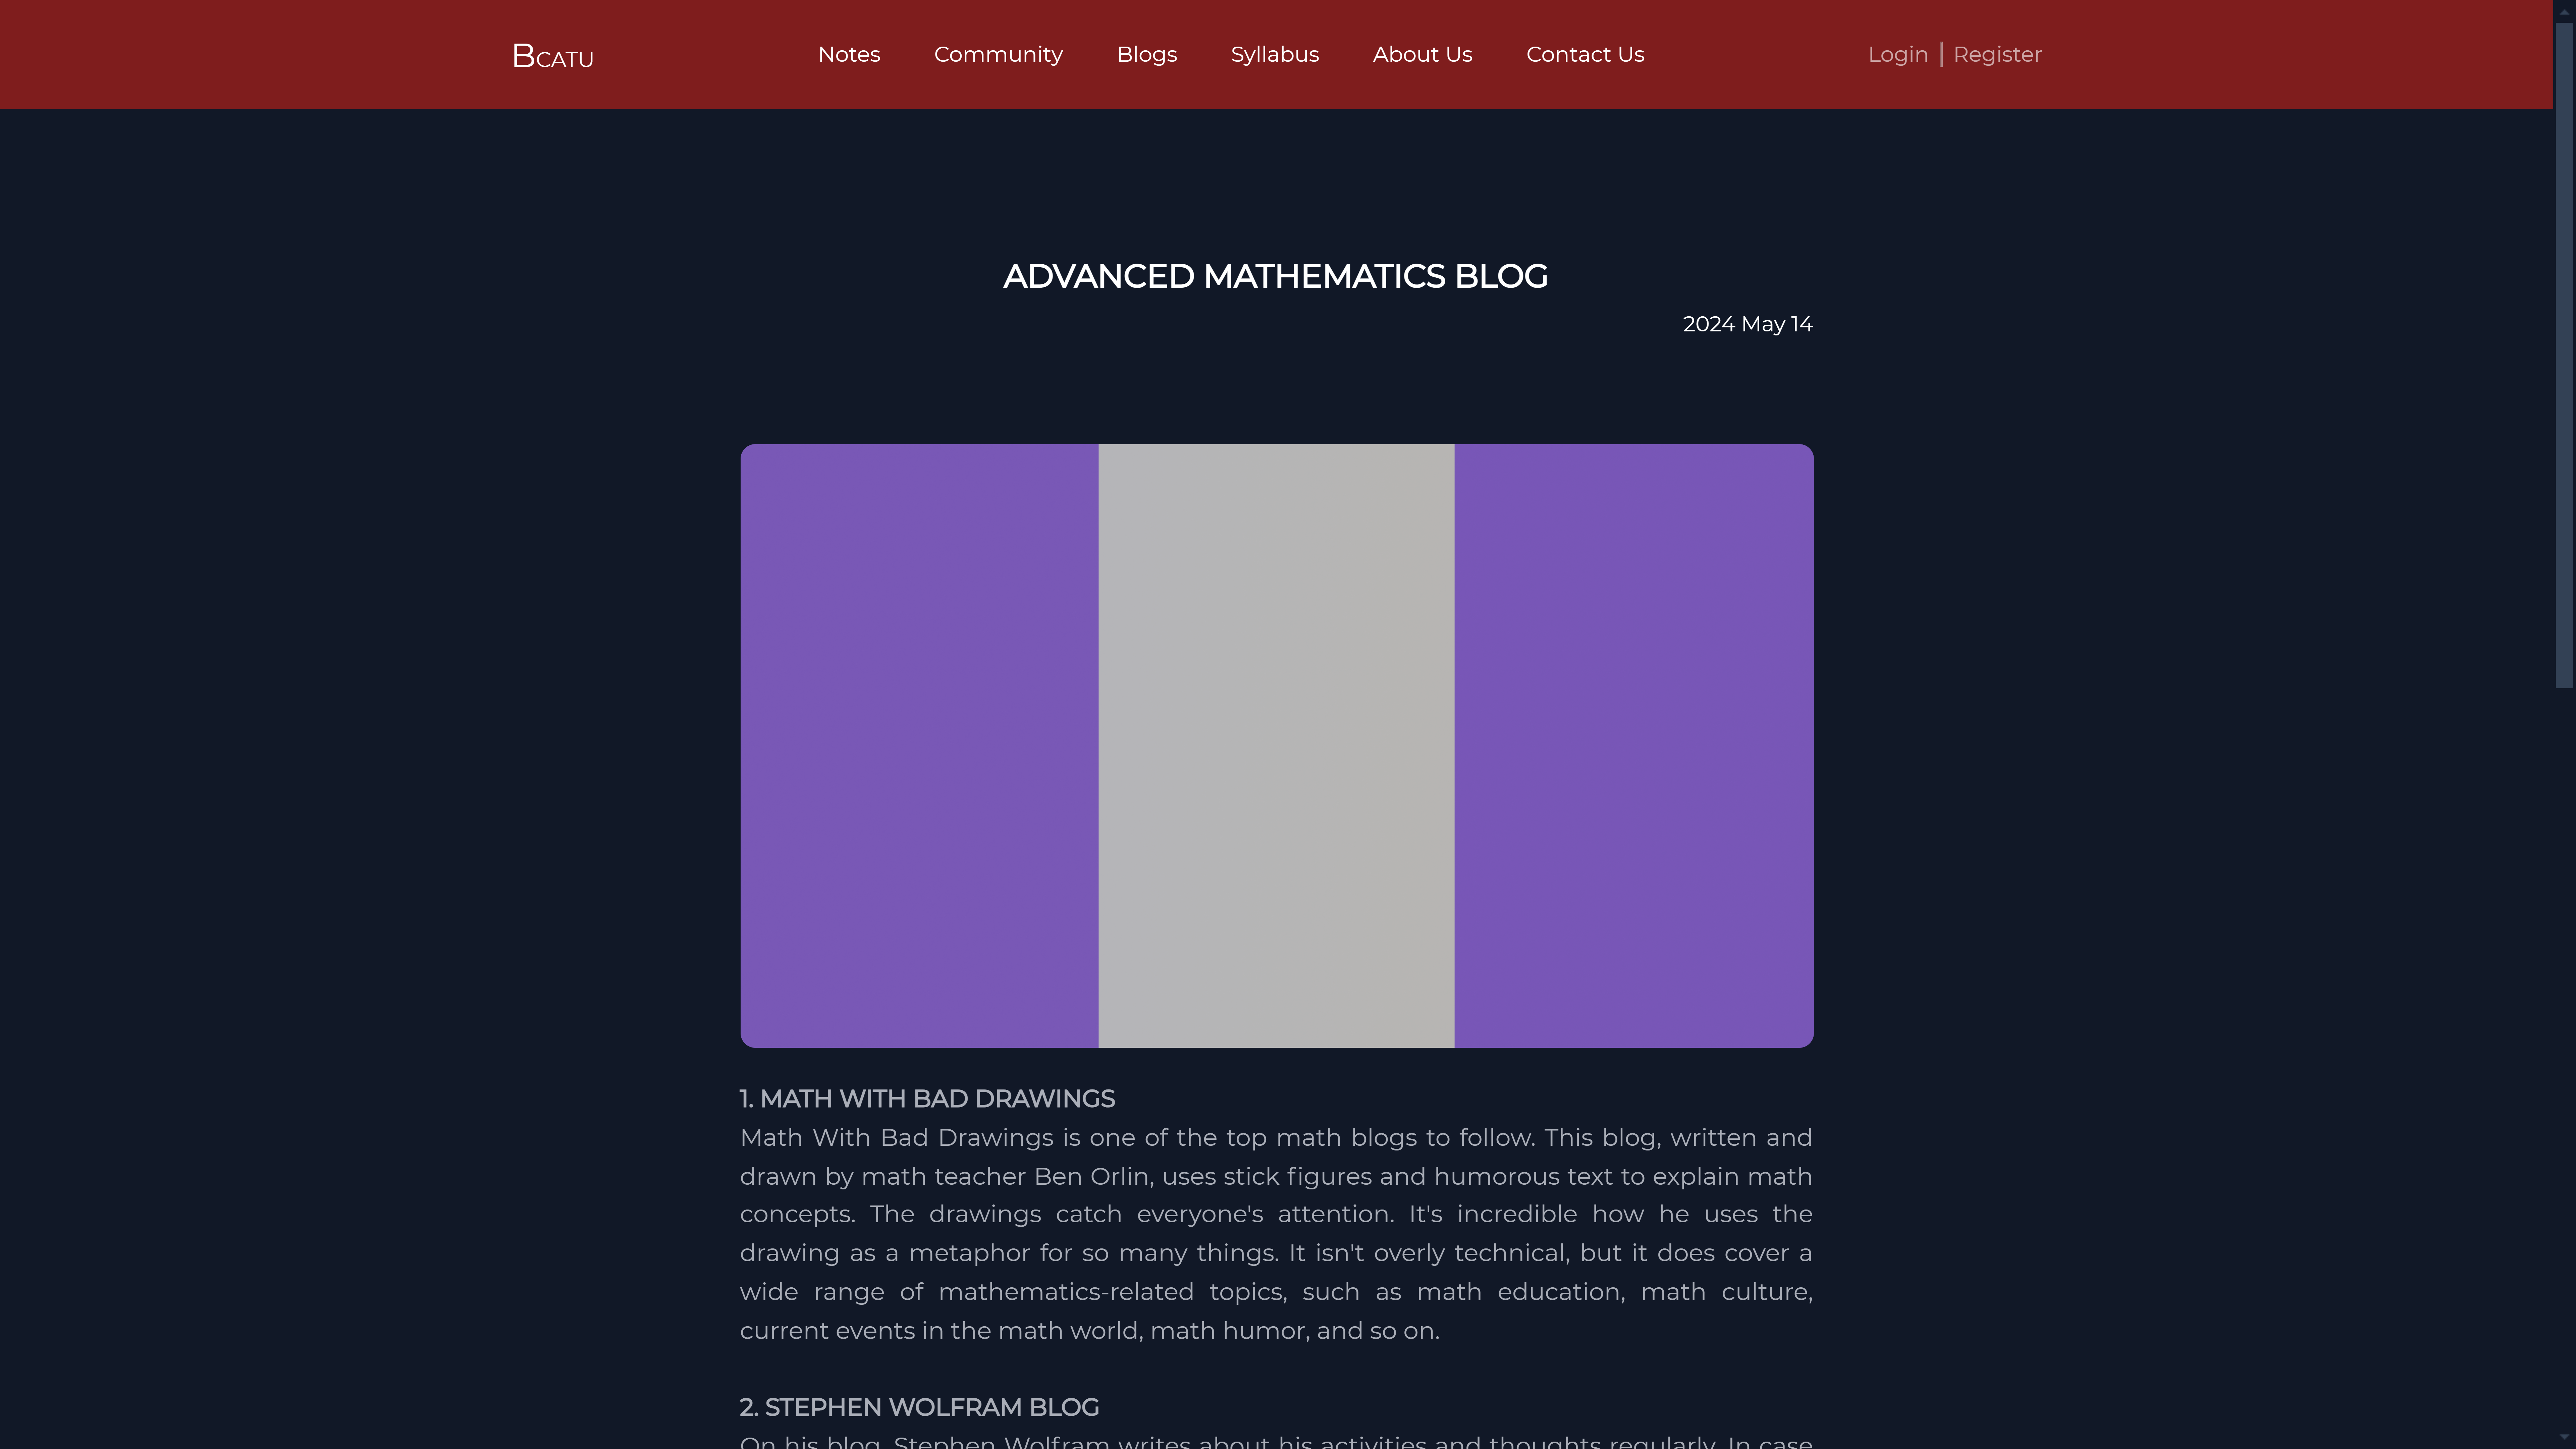 BCATU
Notes Community Blogs Syllabus About Us Contact Us
Login | Register
ADVANCED MATHEMATICS BLOG
2024 May 14
1. MATH WITH BAD DRAWINGS
Math With Bad Drawings is one of the top math blogs to follow. This blog, written and
drawn by math teacher Ben Orlin, uses stick figures and humorous text to explain math
concepts. The drawings catch everyone's attention. It's incredible how he uses the
drawing as a metaphor for so many things. It isn't overly technical, but it does cover a
wide range of mathematics-related topics, such as math education, math culture,
current events in the math world, math humor, and so on.
2. STEPHEN WOLFRAM BLOG
On his blog, Stephen Wolfram writes about his activities and thoughts regularly. In case